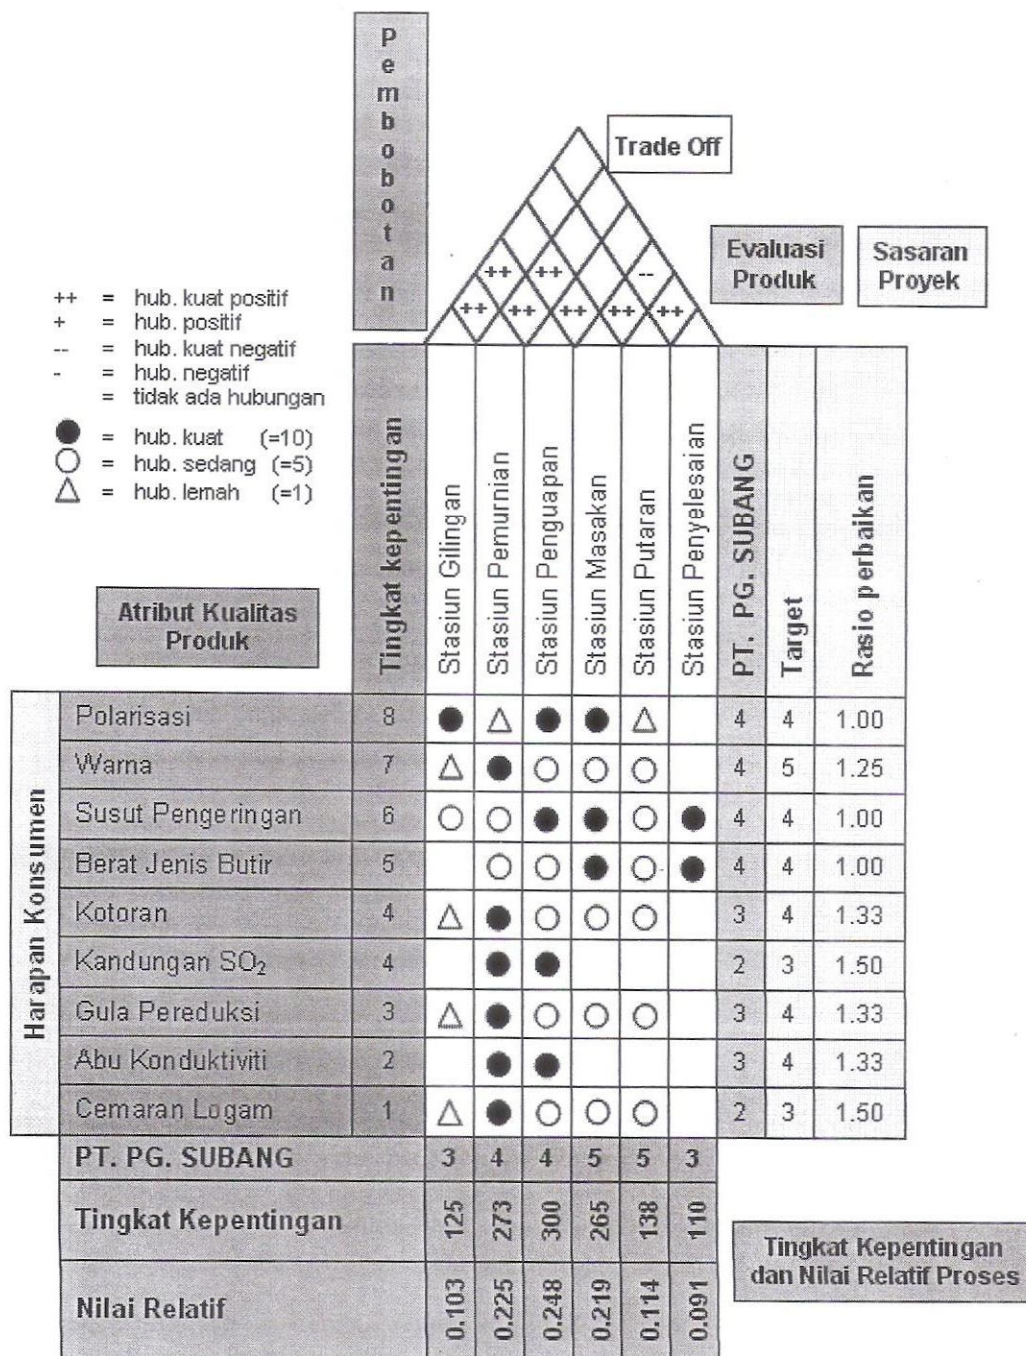 Pembobotan
Trade Off
++ ++ --
++ ++ ++ ++ ++
Evaluasi
Produk
Sasaran
Proyek
++ = hub. kuat positif
+ = hub. positif
-- = hub. kuat negatif
- = hub. negatif
= tidak ada hubungan
● = hub. kuat (=10)
○ = hub. sedang (=5)
△ = hub. lemah (=1)
Atribut Kualitas
Produk
Tingkat kepentingan
Stasiun Gilingan
Stasiun Pemurnian
Stasiun Penguapan
Stasiun Masakan
Stasiun Putaran
Stasiun Penyelesaian
PT. PG. SUBANG
Target
Rasio perbaikan
Harapan Konsumen
Polarisasi 8 ● △ ● ● △ 4 4 1.00
Warna 7 △ ● ○ ○ ○ 4 5 1.25
Susut Pengeringan 6 ○ ○ ● ● ○ ● 4 4 1.00
Berat Jenis Butir 5 ○ ○ ● ○ ● 4 4 1.00
Kotoran 4 △ ● ○ ○ ○ 3 4 1.33
Kandungan SO₂ 4 ● ● 2 3 1.50
Gula Pereduksi 3 △ ● ○ ○ ○ 3 4 1.33
Abu Konduktiviti 2 ● ● 3 4 1.33
Cemaran Logam 1 △ ● ○ ○ ○ 2 3 1.50
PT. PG. SUBANG 3 4 4 5 5 3
Tingkat Kepentingan 125 273 300 265 138 110
Nilai Relatif 0.103 0.225 0.248 0.219 0.114 0.091
Tingkat Kepentingan
dan Nilai Relatif Proses